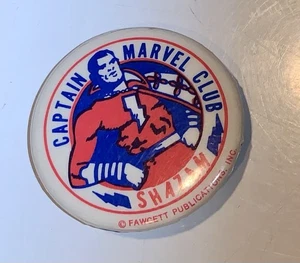 CAPTAIN MARVEL CLUB
SHAZAM
© FAWCETT PUBLICATIONS, INC.